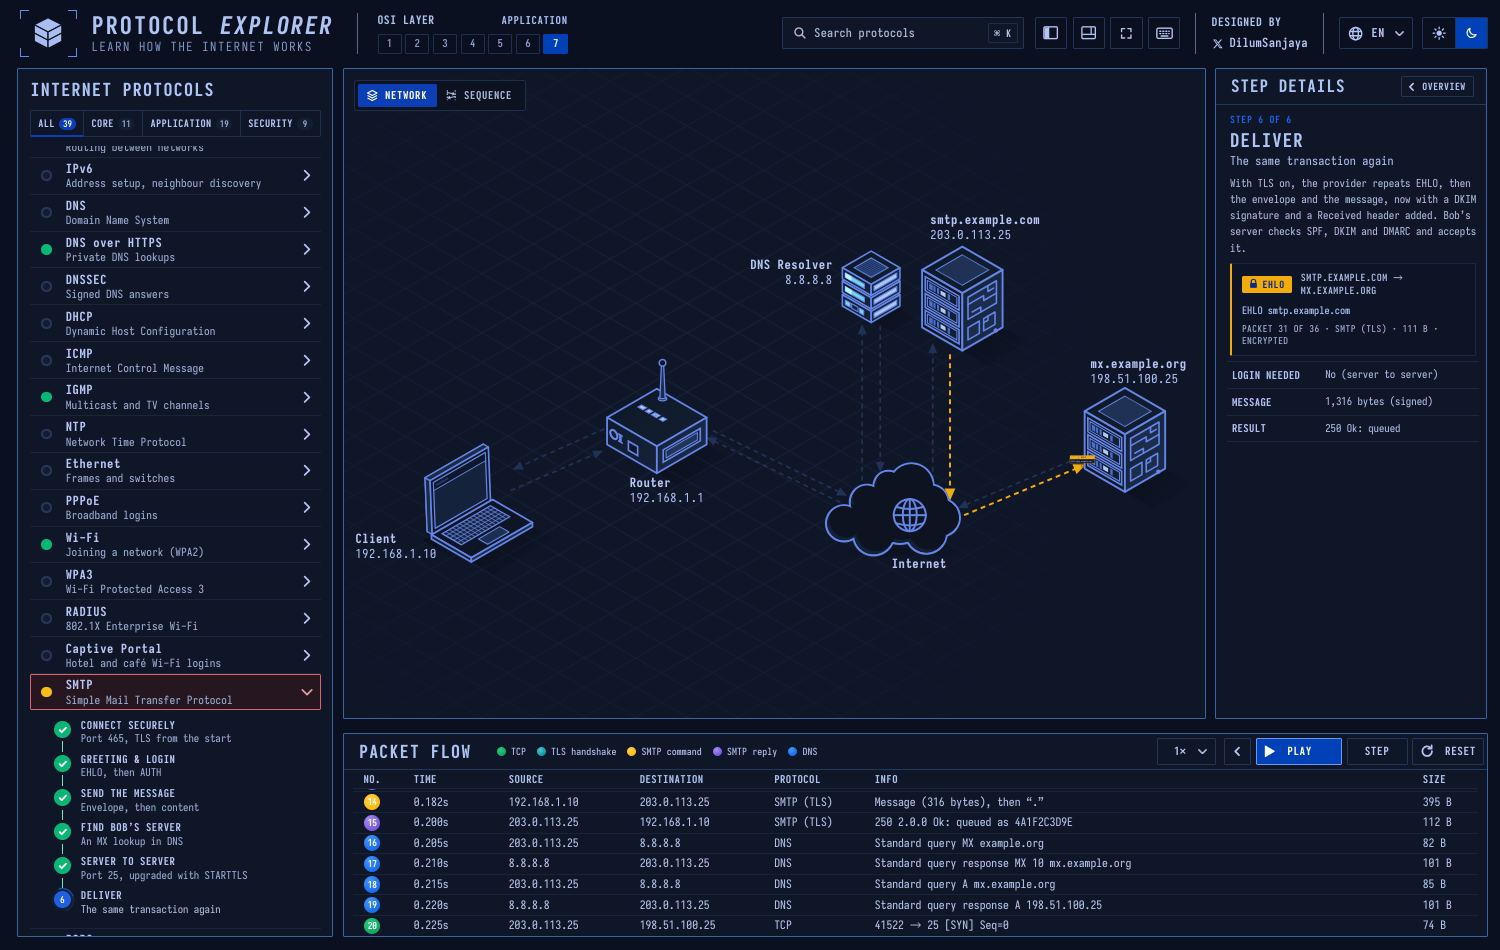 PROTOCOL EXPLORER
LEARN HOW THE INTERNET WORKS
OSI LAYER APPLICATION
1 2 3 4 5 6 7
Search protocols ⌘ K
DESIGNED BY
DilumSanjaya
EN
INTERNET PROTOCOLS
ALL 39 CORE 11 APPLICATION 19 SECURITY 9
Routing between networks
IPv6
Address setup, neighbour discovery
DNS
Domain Name System
DNS over HTTPS
Private DNS lookups
DNSSEC
Signed DNS answers
DHCP
Dynamic Host Configuration
ICMP
Internet Control Message
IGMP
Multicast and TV channels
NTP
Network Time Protocol
Ethernet
Frames and switches
PPPoE
Broadband logins
Wi-Fi
Joining a network (WPA2)
WPA3
Wi-Fi Protected Access 3
RADIUS
802.1X Enterprise Wi-Fi
Captive Portal
Hotel and café Wi-Fi logins
SMTP
Simple Mail Transfer Protocol
CONNECT SECURELY
Port 465, TLS from the start
GREETING & LOGIN
EHLO, then AUTH
SEND THE MESSAGE
Envelope, then content
FIND BOB’S SERVER
An MX lookup in DNS
SERVER TO SERVER
Port 25, upgraded with STARTTLS
6 DELIVER
The same transaction again
NETWORK SEQUENCE
smtp.example.com
203.0.113.25
DNS Resolver
8.8.8.8
mx.example.org
198.51.100.25
Router
192.168.1.1
Client
192.168.1.10
Internet
STEP DETAILS OVERVIEW
STEP 6 OF 6
DELIVER
The same transaction again
With TLS on, the provider repeats EHLO, then
the envelope and the message, now with a DKIM
signature and a Received header added. Bob’s
server checks SPF, DKIM and DMARC and accepts
it.
EHLO SMTP.EXAMPLE.COM →
MX.EXAMPLE.ORG
EHLO smtp.example.com
PACKET 31 OF 36 · SMTP (TLS) · 111 B ·
ENCRYPTED
LOGIN NEEDED No (server to server)
MESSAGE 1,316 bytes (signed)
RESULT 250 Ok: queued
PACKET FLOW TCP TLS handshake SMTP command SMTP reply DNS 1× PLAY STEP RESET
NO. TIME SOURCE DESTINATION PROTOCOL INFO SIZE
14 0.182s 192.168.1.10 203.0.113.25 SMTP (TLS) Message (316 bytes), then “.” 395 B
15 0.200s 203.0.113.25 192.168.1.10 SMTP (TLS) 250 2.0.0 Ok: queued as 4A1F2C3D9E 112 B
16 0.205s 203.0.113.25 8.8.8.8 DNS Standard query MX example.org 82 B
17 0.210s 8.8.8.8 203.0.113.25 DNS Standard query response MX 10 mx.example.org 101 B
18 0.215s 203.0.113.25 8.8.8.8 DNS Standard query A mx.example.org 85 B
19 0.220s 8.8.8.8 203.0.113.25 DNS Standard query response A 198.51.100.25 101 B
20 0.225s 203.0.113.25 198.51.100.25 TCP 41522 → 25 [SYN] Seq=0 74 B